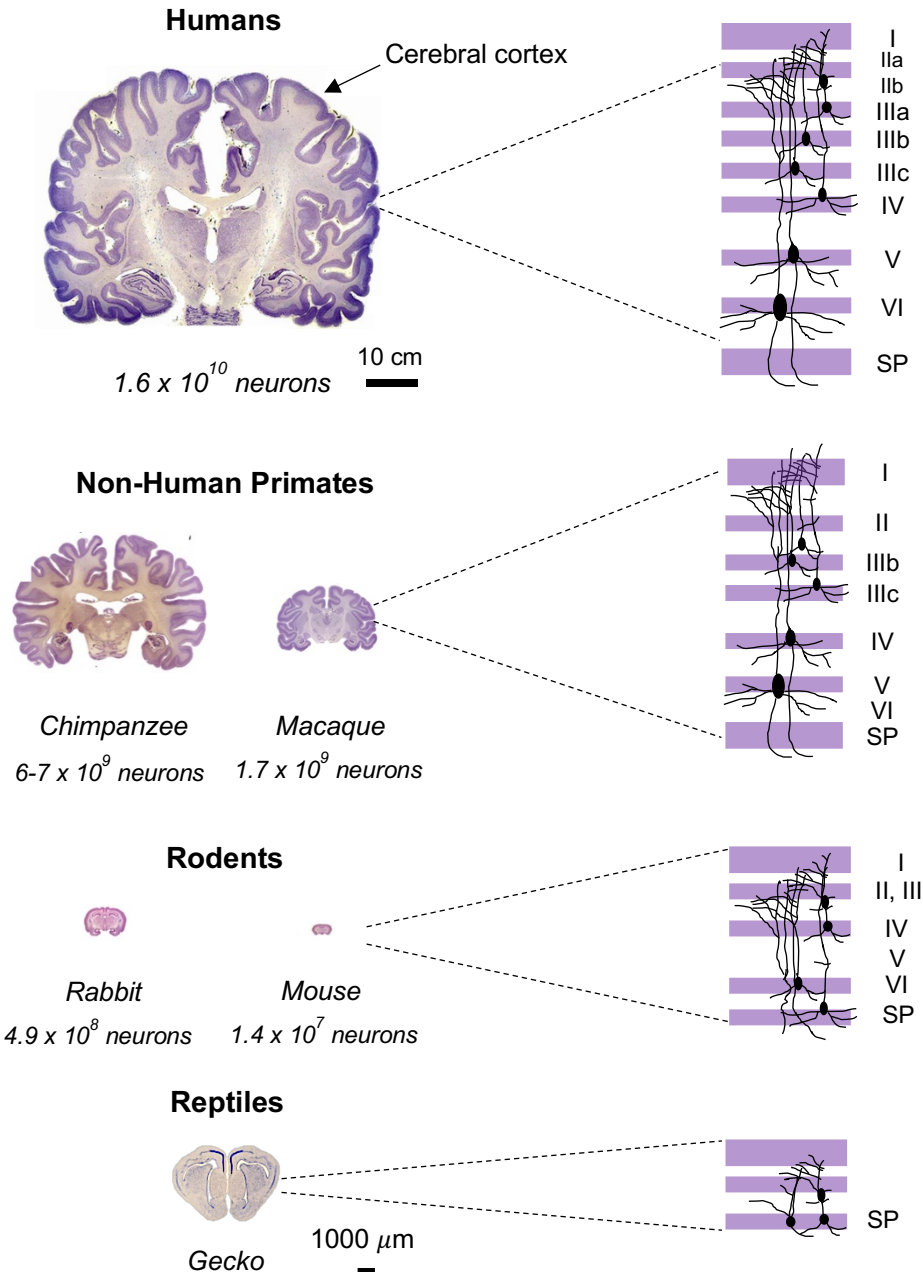 Humans
Cerebral cortex
I
IIa
IIb
IIIa
IIIb
IIIc
IV
V
VI
SP
10 cm
1.6 x 10^10 neurons
Non-Human Primates
I
II
IIIb
IIIc
IV
V
VI
SP
Chimpanzee
6-7 x 10^9 neurons
Macaque
1.7 x 10^9 neurons
Rodents
I
II, III
IV
V
VI
SP
Rabbit
4.9 x 10^8 neurons
Mouse
1.4 x 10^7 neurons
Reptiles
SP
Gecko
1000 μm